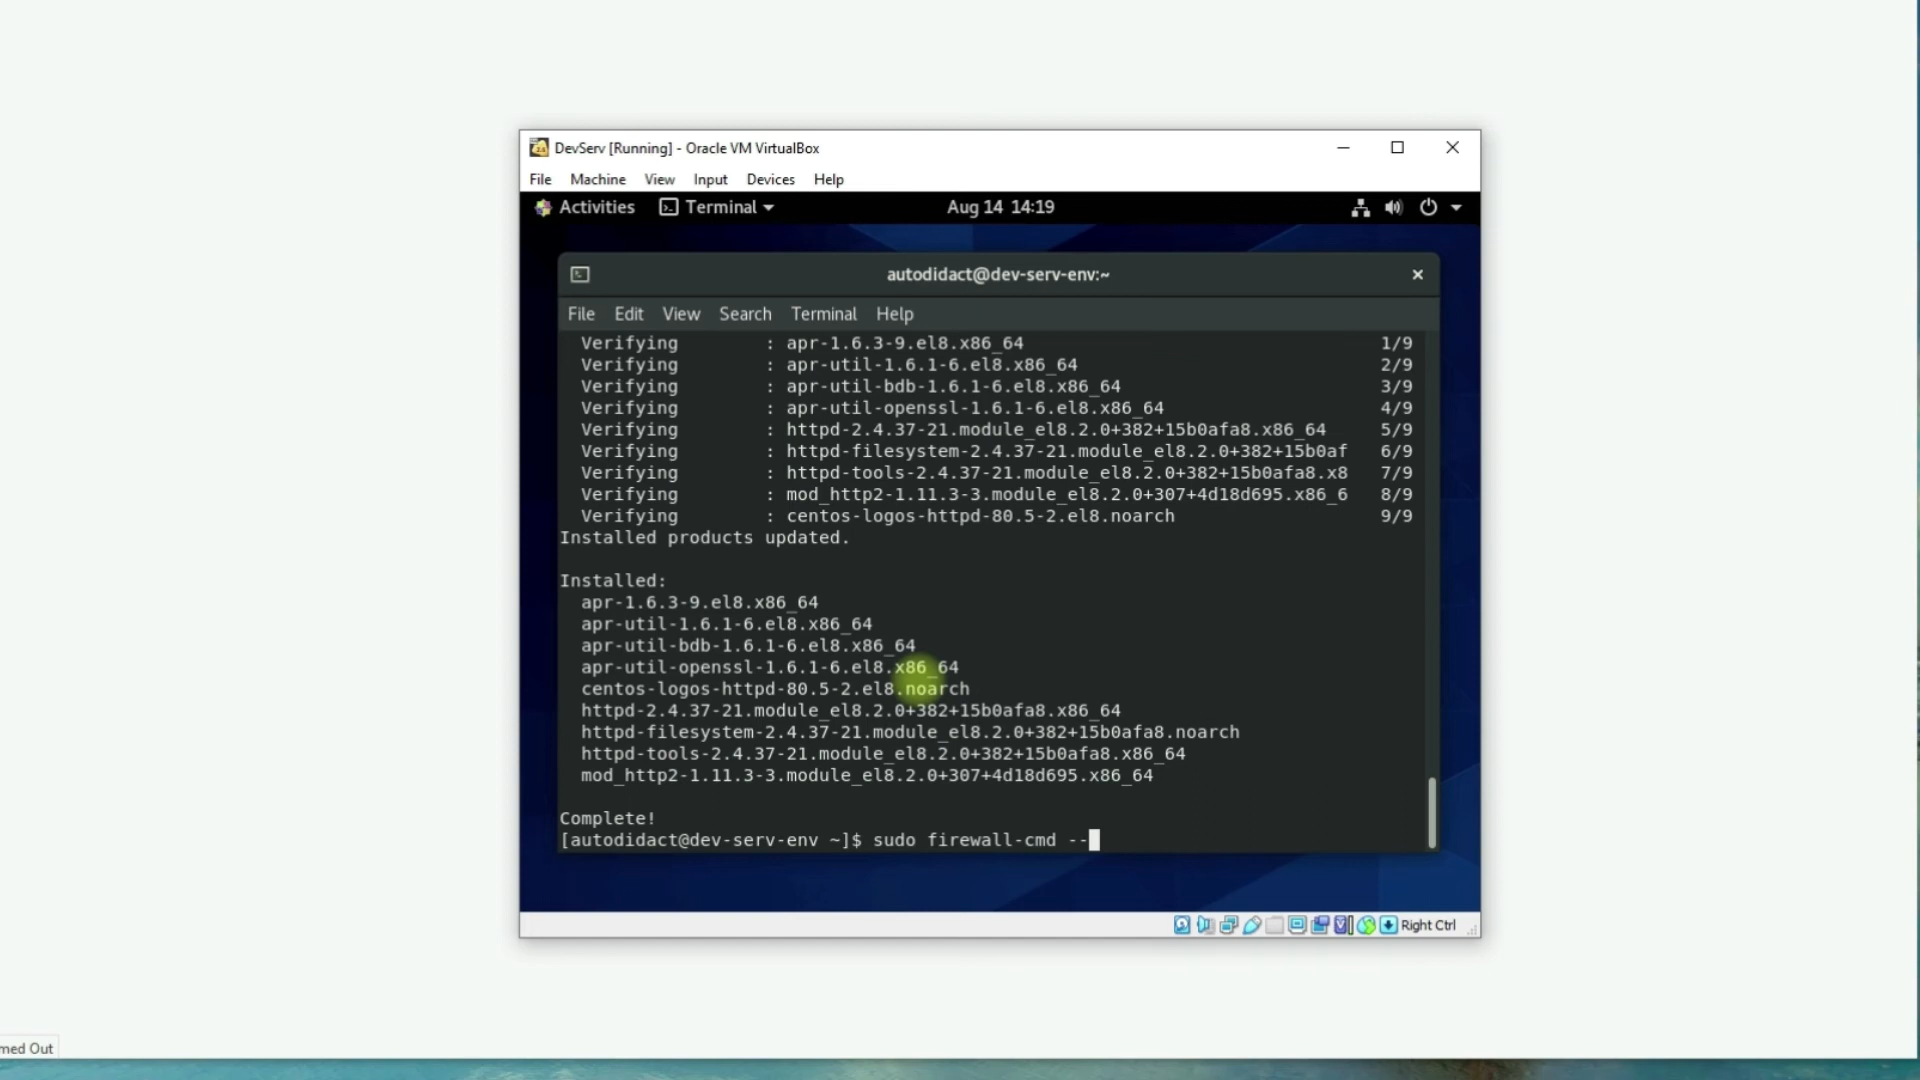 DevServ [Running] - Oracle VM VirtualBox
File Machine View Input Devices Help
Activities Terminal Aug 14 14:19
autodidact@dev-serv-env:~
File Edit View Search Terminal Help
Verifying : apr-1.6.3-9.el8.x86_64 1/9
Verifying : apr-util-1.6.1-6.el8.x86_64 2/9
Verifying : apr-util-bdb-1.6.1-6.el8.x86_64 3/9
Verifying : apr-util-openssl-1.6.1-6.el8.x86_64 4/9
Verifying : httpd-2.4.37-21.module_el8.2.0+382+15b0afa8.x86_64 5/9
Verifying : httpd-filesystem-2.4.37-21.module_el8.2.0+382+15b0af 6/9
Verifying : httpd-tools-2.4.37-21.module_el8.2.0+382+15b0afa8.x8 7/9
Verifying : mod_http2-1.11.3-3.module_el8.2.0+307+4d18d695.x86_6 8/9
Verifying : centos-logos-httpd-80.5-2.el8.noarch 9/9
Installed products updated.
Installed:
apr-1.6.3-9.el8.x86_64
apr-util-1.6.1-6.el8.x86_64
apr-util-bdb-1.6.1-6.el8.x86_64
apr-util-openssl-1.6.1-6.el8.x86_64
centos-logos-httpd-80.5-2.el8.noarch
httpd-2.4.37-21.module_el8.2.0+382+15b0afa8.x86_64
httpd-filesystem-2.4.37-21.module_el8.2.0+382+15b0afa8.noarch
httpd-tools-2.4.37-21.module_el8.2.0+382+15b0afa8.x86_64
mod_http2-1.11.3-3.module_el8.2.0+307+4d18d695.x86_64
Complete!
[autodidact@dev-serv-env ~]$ sudo firewall-cmd --
Right Ctrl
med Out